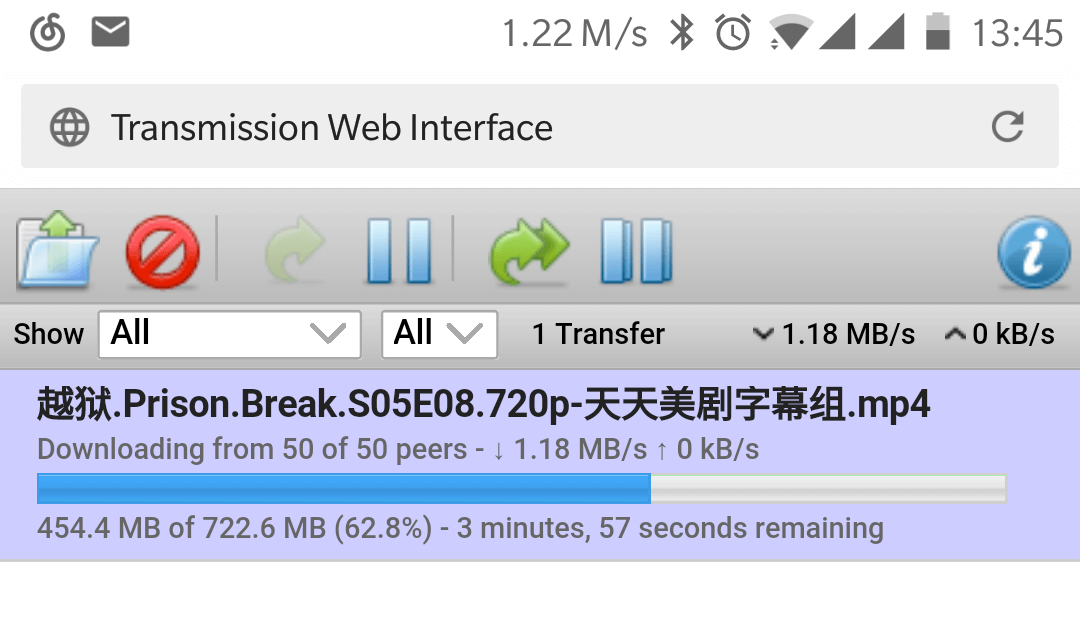 1.22 M/s 13:45
Transmission Web Interface
Show All All 1 Transfer 1.18 MB/s 0 kB/s
越狱.Prison.Break.S05E08.720p-天天美剧字幕组.mp4
Downloading from 50 of 50 peers - ↓ 1.18 MB/s ↑ 0 kB/s
454.4 MB of 722.6 MB (62.8%) - 3 minutes, 57 seconds remaining